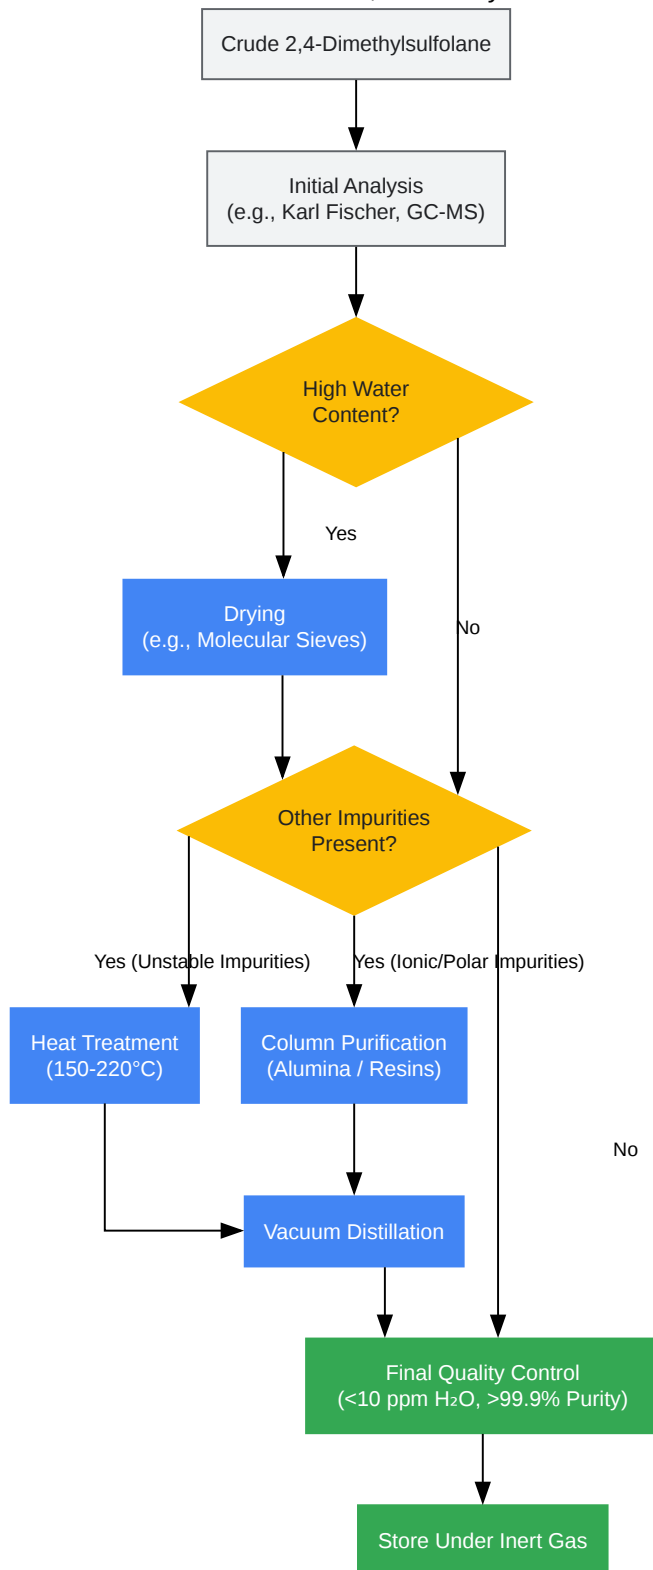 Crude 2,4-Dimethylsulfolane
Initial Analysis
(e.g., Karl Fischer, GC-MS)
High Water
Content?
Yes
No
Drying
(e.g., Molecular Sieves)
Other Impurities
Present?
Yes (Unstable Impurities)
Yes (Ionic/Polar Impurities)
Heat Treatment
(150-220°C)
Column Purification
(Alumina / Resins)
No
Vacuum Distillation
Final Quality Control
(<10 ppm H₂O, >99.9% Purity)
Store Under Inert Gas